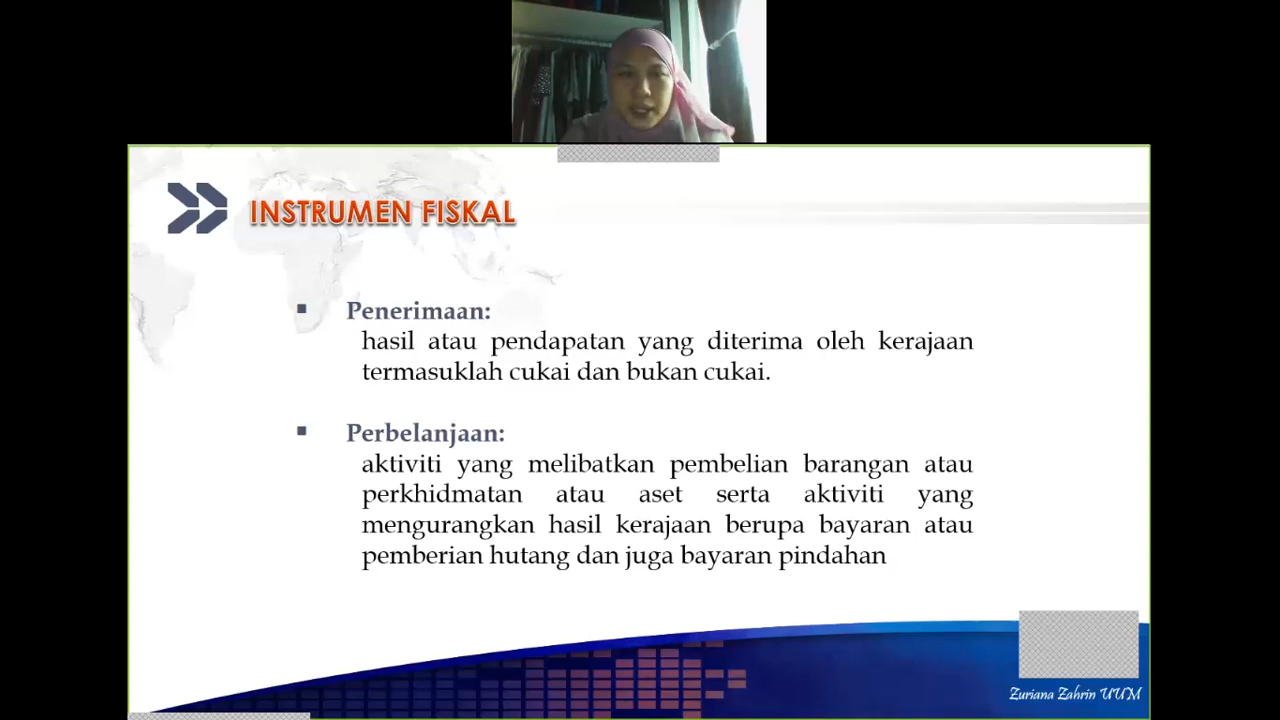 INSTRUMEN FISKAL
▪ Penerimaan:
hasil atau pendapatan yang diterima oleh kerajaan
termasuklah cukai dan bukan cukai.
▪ Perbelanjaan:
aktiviti yang melibatkan pembelian barangan atau
perkhidmatan atau aset serta aktiviti yang
mengurangkan hasil kerajaan berupa bayaran atau
pemberian hutang dan juga bayaran pindahan
Zuriana Zahrin UUM